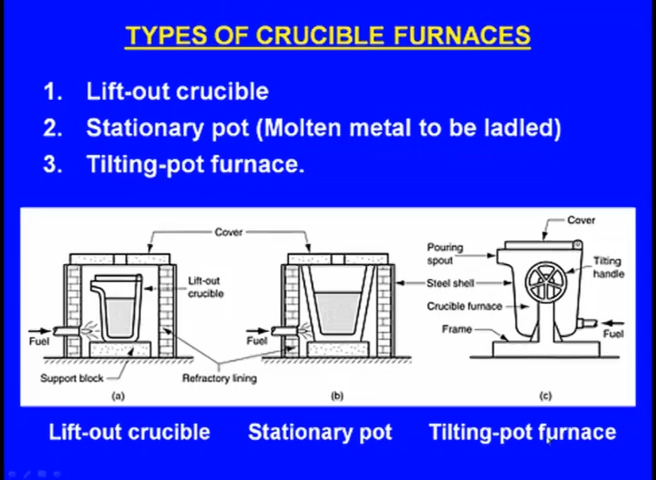 TYPES OF CRUCIBLE FURNACES
1. Lift-out crucible
2. Stationary pot (Molten metal to be ladled)
3. Tilting-pot furnace.
Cover
Lift-out
crucible
Fuel
Support block
Refractory lining
(a)
Fuel
Steel shell
(b)
Cover
Pouring
spout
Tilting
handle
Crucible furnace
Frame
Fuel
(c)
Lift-out crucible
Stationary pot
Tilting-pot furnace